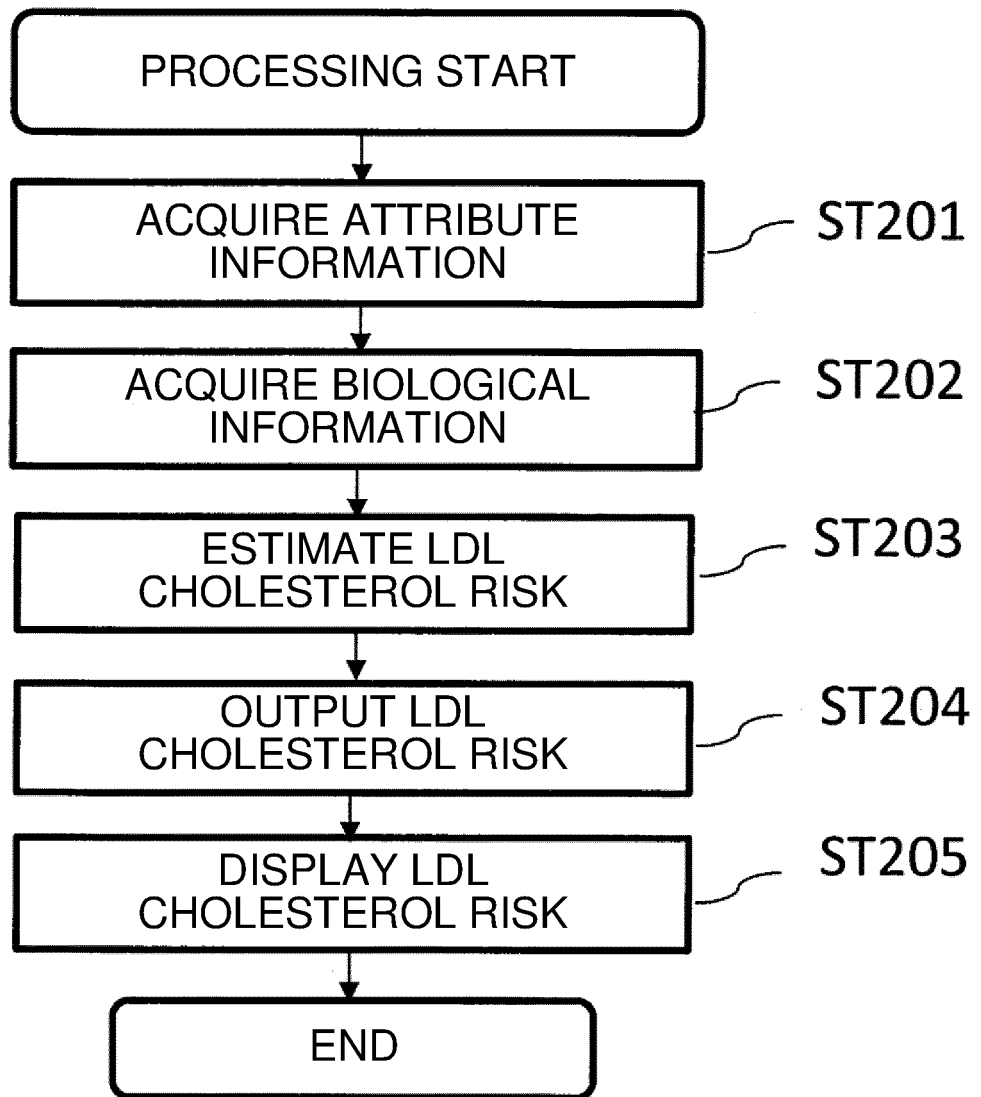 PROCESSING START
ACQUIRE ATTRIBUTE
INFORMATION
ST201
ACQUIRE BIOLOGICAL
INFORMATION
ST202
ESTIMATE LDL
CHOLESTEROL RISK
ST203
OUTPUT LDL
CHOLESTEROL RISK
ST204
DISPLAY LDL
CHOLESTEROL RISK
ST205
END